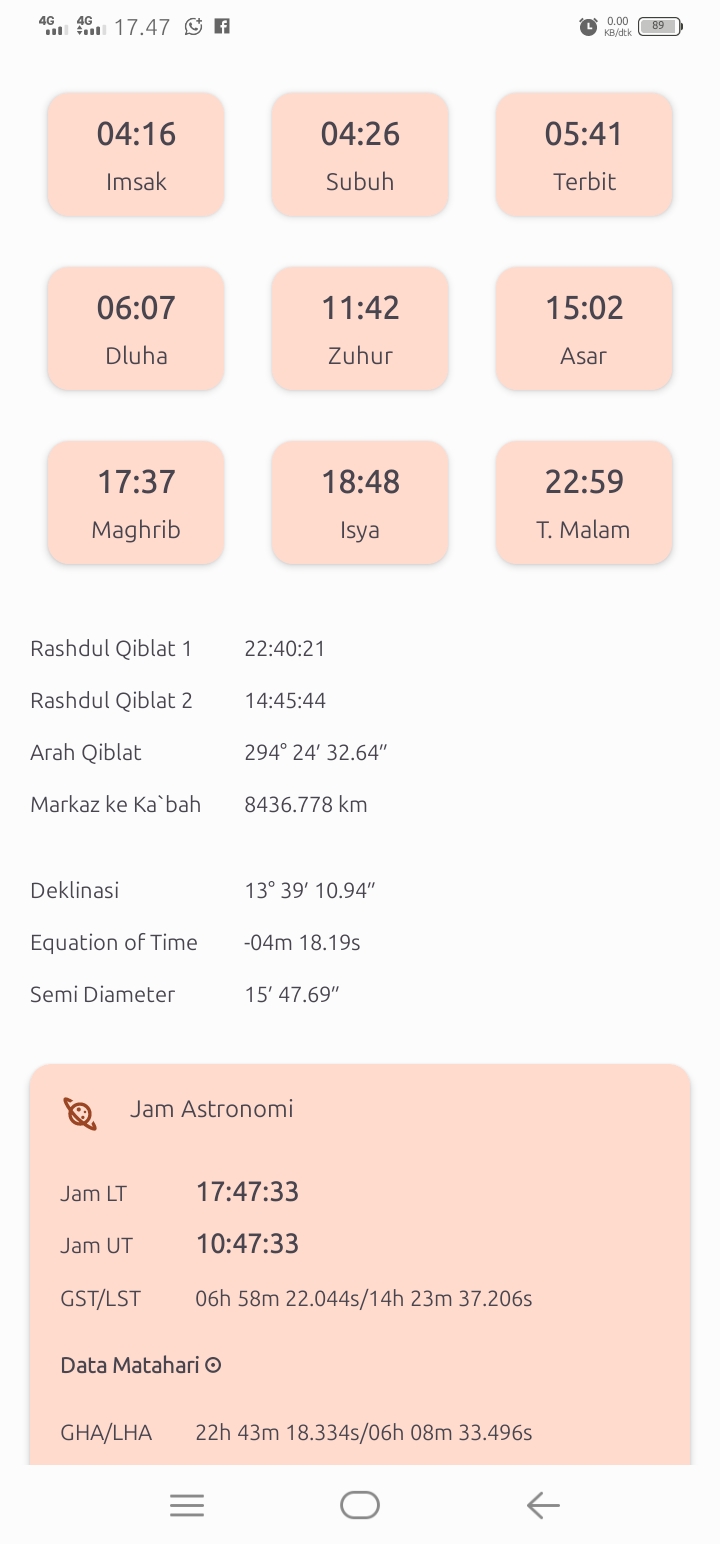 4G 4G 17.47 0.00 KB/dtk 89
04:16 04:26 05:41
Imsak Subuh Terbit
06:07 11:42 15:02
Dluha Zuhur Asar
17:37 18:48 22:59
Maghrib Isya T. Malam
Rashdul Qiblat 1 22:40:21
Rashdul Qiblat 2 14:45:44
Arah Qiblat 294° 24′ 32.64″
Markaz ke Ka`bah 8436.778 km
Deklinasi 13° 39′ 10.94″
Equation of Time -04m 18.19s
Semi Diameter 15′ 47.69″
Jam Astronomi
Jam LT 17:47:33
Jam UT 10:47:33
GST/LST 06h 58m 22.044s/14h 23m 37.206s
Data Matahari ⊙
GHA/LHA 22h 43m 18.334s/06h 08m 33.496s